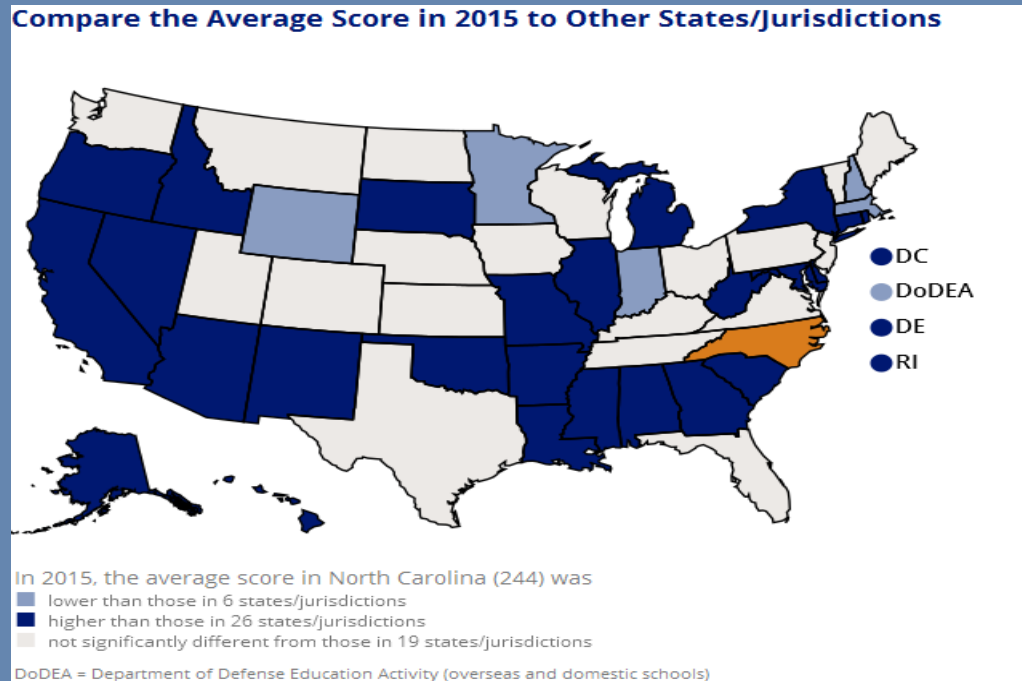 Compare the Average Score in 2015 to Other States/Jurisdictions
DC
DoDEA
DE
RI
In 2015, the average score in North Carolina (244) was
lower than those in 6 states/jurisdictions
higher than those in 26 states/jurisdictions
not significantly different from those in 19 states/jurisdictions
DoDEA = Department of Defense Education Activity (overseas and domestic schools)